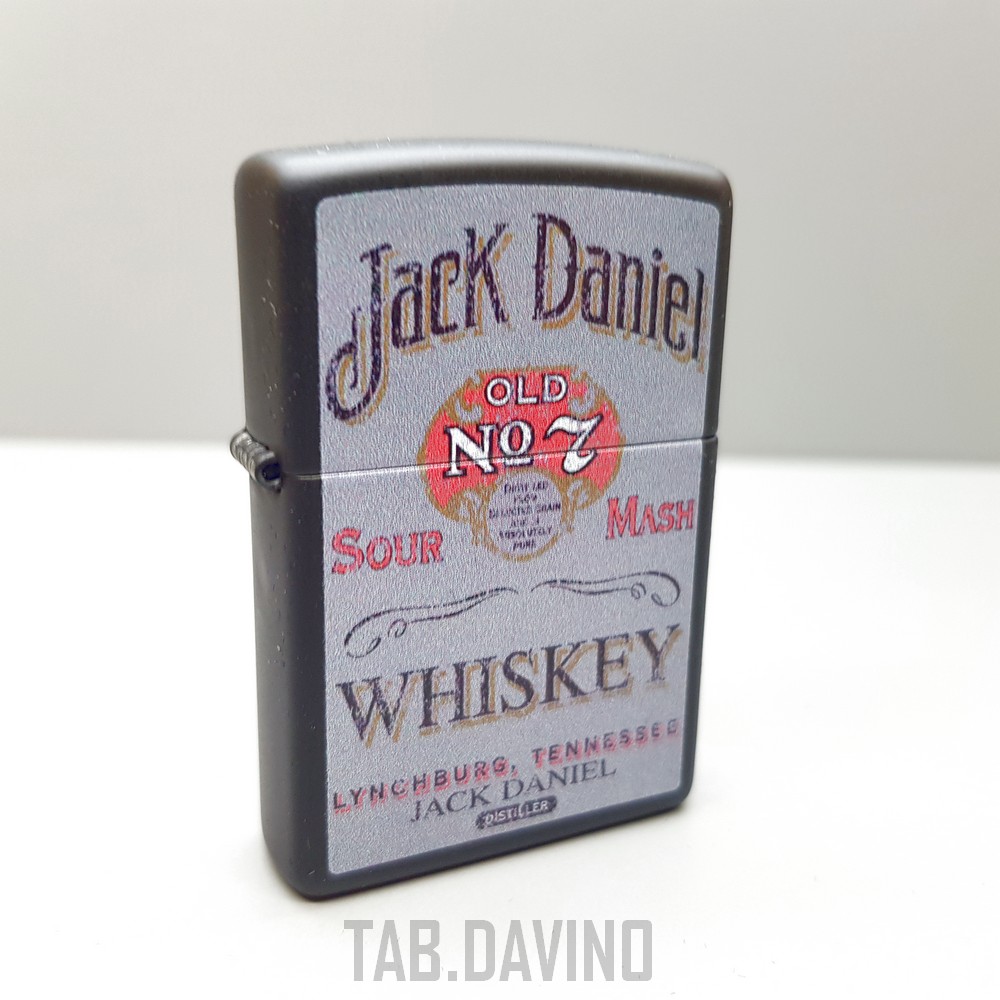 Jack Daniel
OLD
No 7
SOUR MASH
WHISKEY
LYNCHBURG, TENNESSEE
JACK DANIEL
DISTILLER
TAB.DAVINO